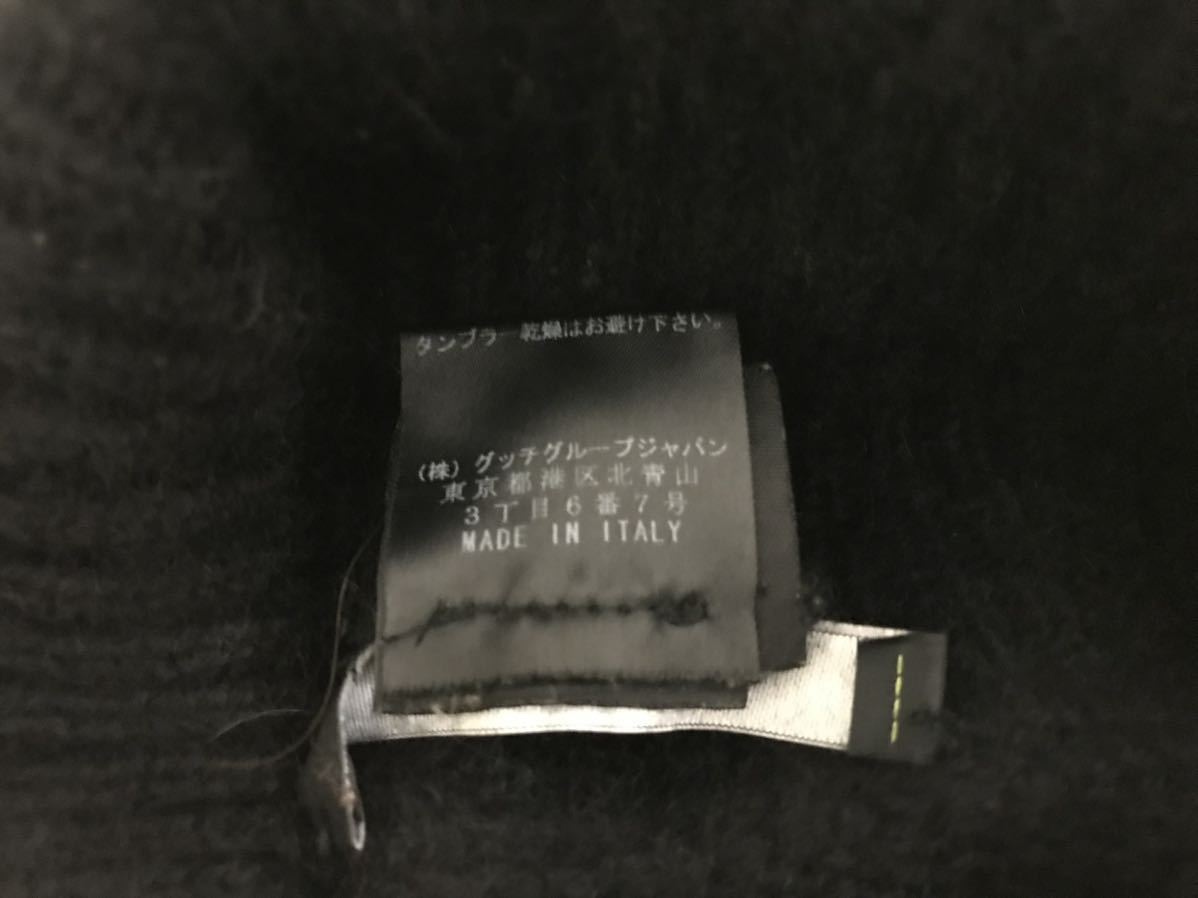 タンブラー乾燥はお避け下さい。
(株) グッチグループジャパン
東京都港区北青山
3丁目6番7号
MADE IN ITALY